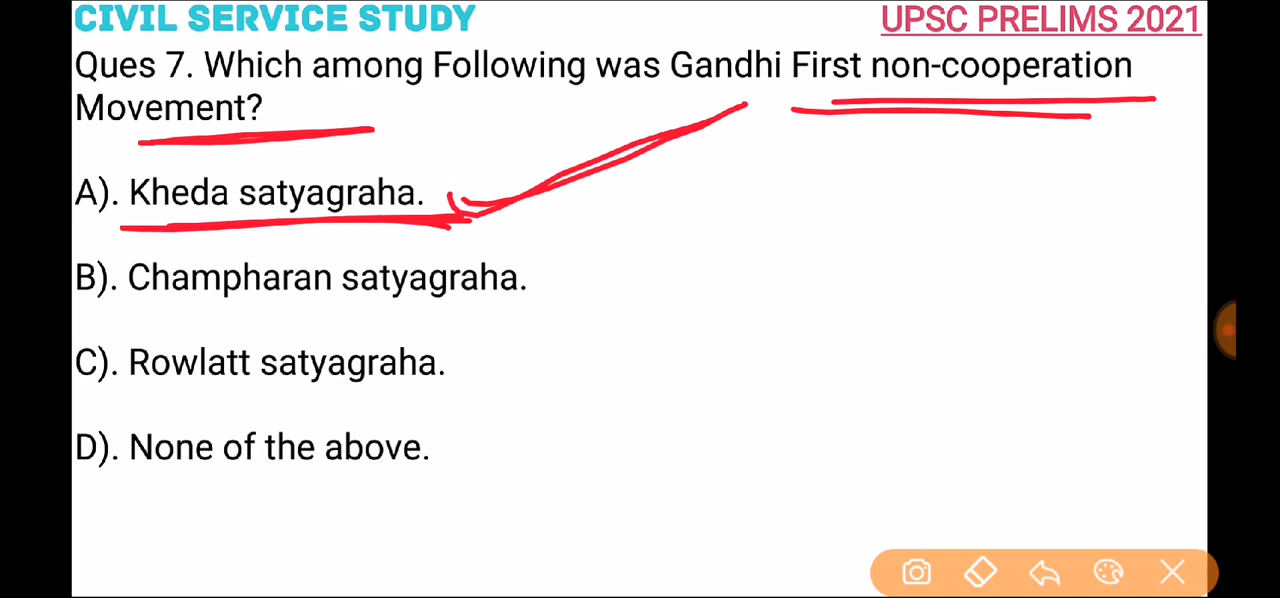 CIVIL SERVICE STUDY
UPSC PRELIMS 2021
Ques 7. Which among Following was Gandhi First non-cooperation
Movement?
A). Kheda satyagraha.
B). Champharan satyagraha.
C). Rowlatt satyagraha.
D). None of the above.